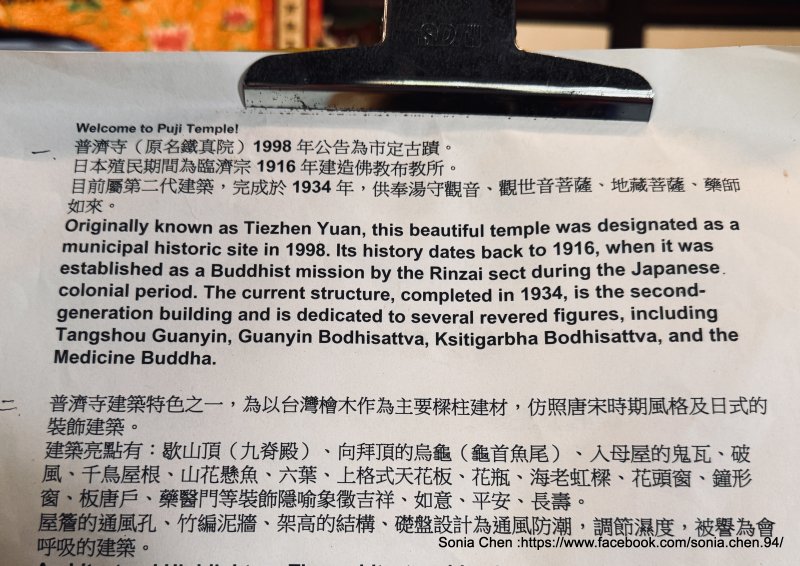 SDI
Welcome to Puji Temple!
一、 普濟寺（原名鐵真院）1998 年公告為市定古蹟。
日本殖民期間為臨濟宗 1916 年建造佛教布教所。
目前屬第二代建築，完成於 1934 年，供奉湯守觀音、觀世音菩薩、地藏菩薩、藥師
如來。
Originally known as Tiezhen Yuan, this beautiful temple was designated as a
municipal historic site in 1998. Its history dates back to 1916, when it was
established as a Buddhist mission by the Rinzai sect during the Japanese
colonial period. The current structure, completed in 1934, is the second-
generation building and is dedicated to several revered figures, including
Tangshou Guanyin, Guanyin Bodhisattva, Ksitigarbha Bodhisattva, and the
Medicine Buddha.
二、 普濟寺建築特色之一，為以台灣檜木作為主要樑柱建材，仿照唐宋時期風格及日式的
裝飾建築。
建築亮點有：歇山頂（九脊殿）、向拜頂的烏龜（龜首魚尾）、入母屋的鬼瓦、破
風、千鳥屋根、山花懸魚、六葉、上格式天花板、花瓶、海老虹樑、花頭窗、鐘形
窗、板唐戶、藥醫門等裝飾隱喻象徵吉祥、如意、平安、長壽。
屋簷的通風孔、竹編泥牆、架高的結構、礎盤設計為通風防潮，調節濕度，被譽為會
呼吸的建築。
Sonia Chen :https://www.facebook.com/sonia.chen.94/